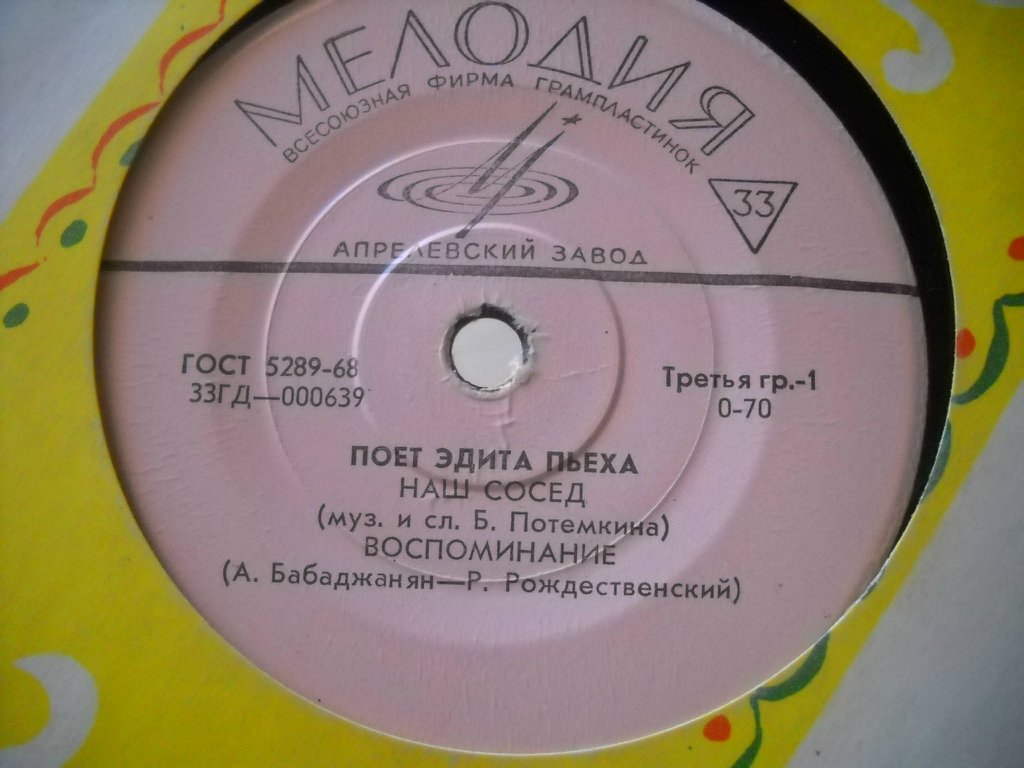 МЕЛОДИЯ
ВСЕСОЮЗНАЯ ФИРМА ГРАМПЛАСТИНОК
33
АПРЕЛЕВСКИЙ ЗАВОД
ГОСТ 5289-68
33ГД—000639
Третья гр.-1
0-70
ПОЕТ ЭДИТА ПЬЕХА
НАШ СОСЕД
(муз. и сл. Б. Потемкина)
ВОСПОМИНАНИЕ
(А. Бабаджанян—Р. Рождественский)